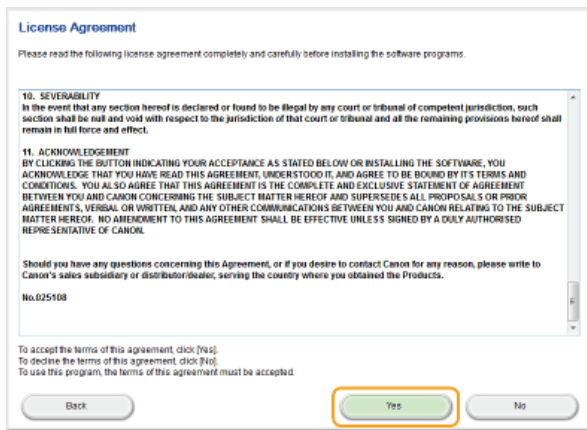 License Agreement
Please read the following license agreement completely and carefully before installing the software programs.
10. SEVERABILITY
In the event that any section hereof is declared or found to be illegal by any court or tribunal of competent jurisdiction, such
section shall be null and void with respect to the jurisdiction of that court or tribunal and all the remaining provisions hereof shall
remain in full force and effect.
11. ACKNOWLEDGEMENT
BY CLICKING THE BUTTON INDICATING YOUR ACCEPTANCE AS STATED BELOW OR INSTALLING THE SOFTWARE, YOU
ACKNOWLEDGE THAT YOU HAVE READ THIS AGREEMENT, UNDERSTOOD IT, AND AGREE TO BE BOUND BY ITS TERMS AND
CONDITIONS. YOU ALSO AGREE THAT THIS AGREEMENT IS THE COMPLETE AND EXCLUSIVE STATEMENT OF AGREEMENT
BETWEEN YOU AND CANON CONCERNING THE SUBJECT MATTER HEREOF AND SUPERSEDES ALL PROPOSALS OR PRIOR
AGREEMENTS, VERBAL OR WRITTEN, AND ANY OTHER COMMUNICATIONS BETWEEN YOU AND CANON RELATING TO THE SUBJECT
MATTER HEREOF. NO AMENDMENT TO THIS AGREEMENT SHALL BE EFFECTIVE UNLESS SIGNED BY A DULY AUTHORISED
REPRESENTATIVE OF CANON.
Should you have any questions concerning this Agreement, or if you desire to contact Canon for any reason, please write to
Canon's sales subsidiary or distributor/dealer, serving the country where you obtained the Products.
No.025108
To accept the terms of this agreement, click [Yes].
To decline the terms of this agreement, click [No].
To use this program, the terms of this agreement must be accepted.
Back Yes No